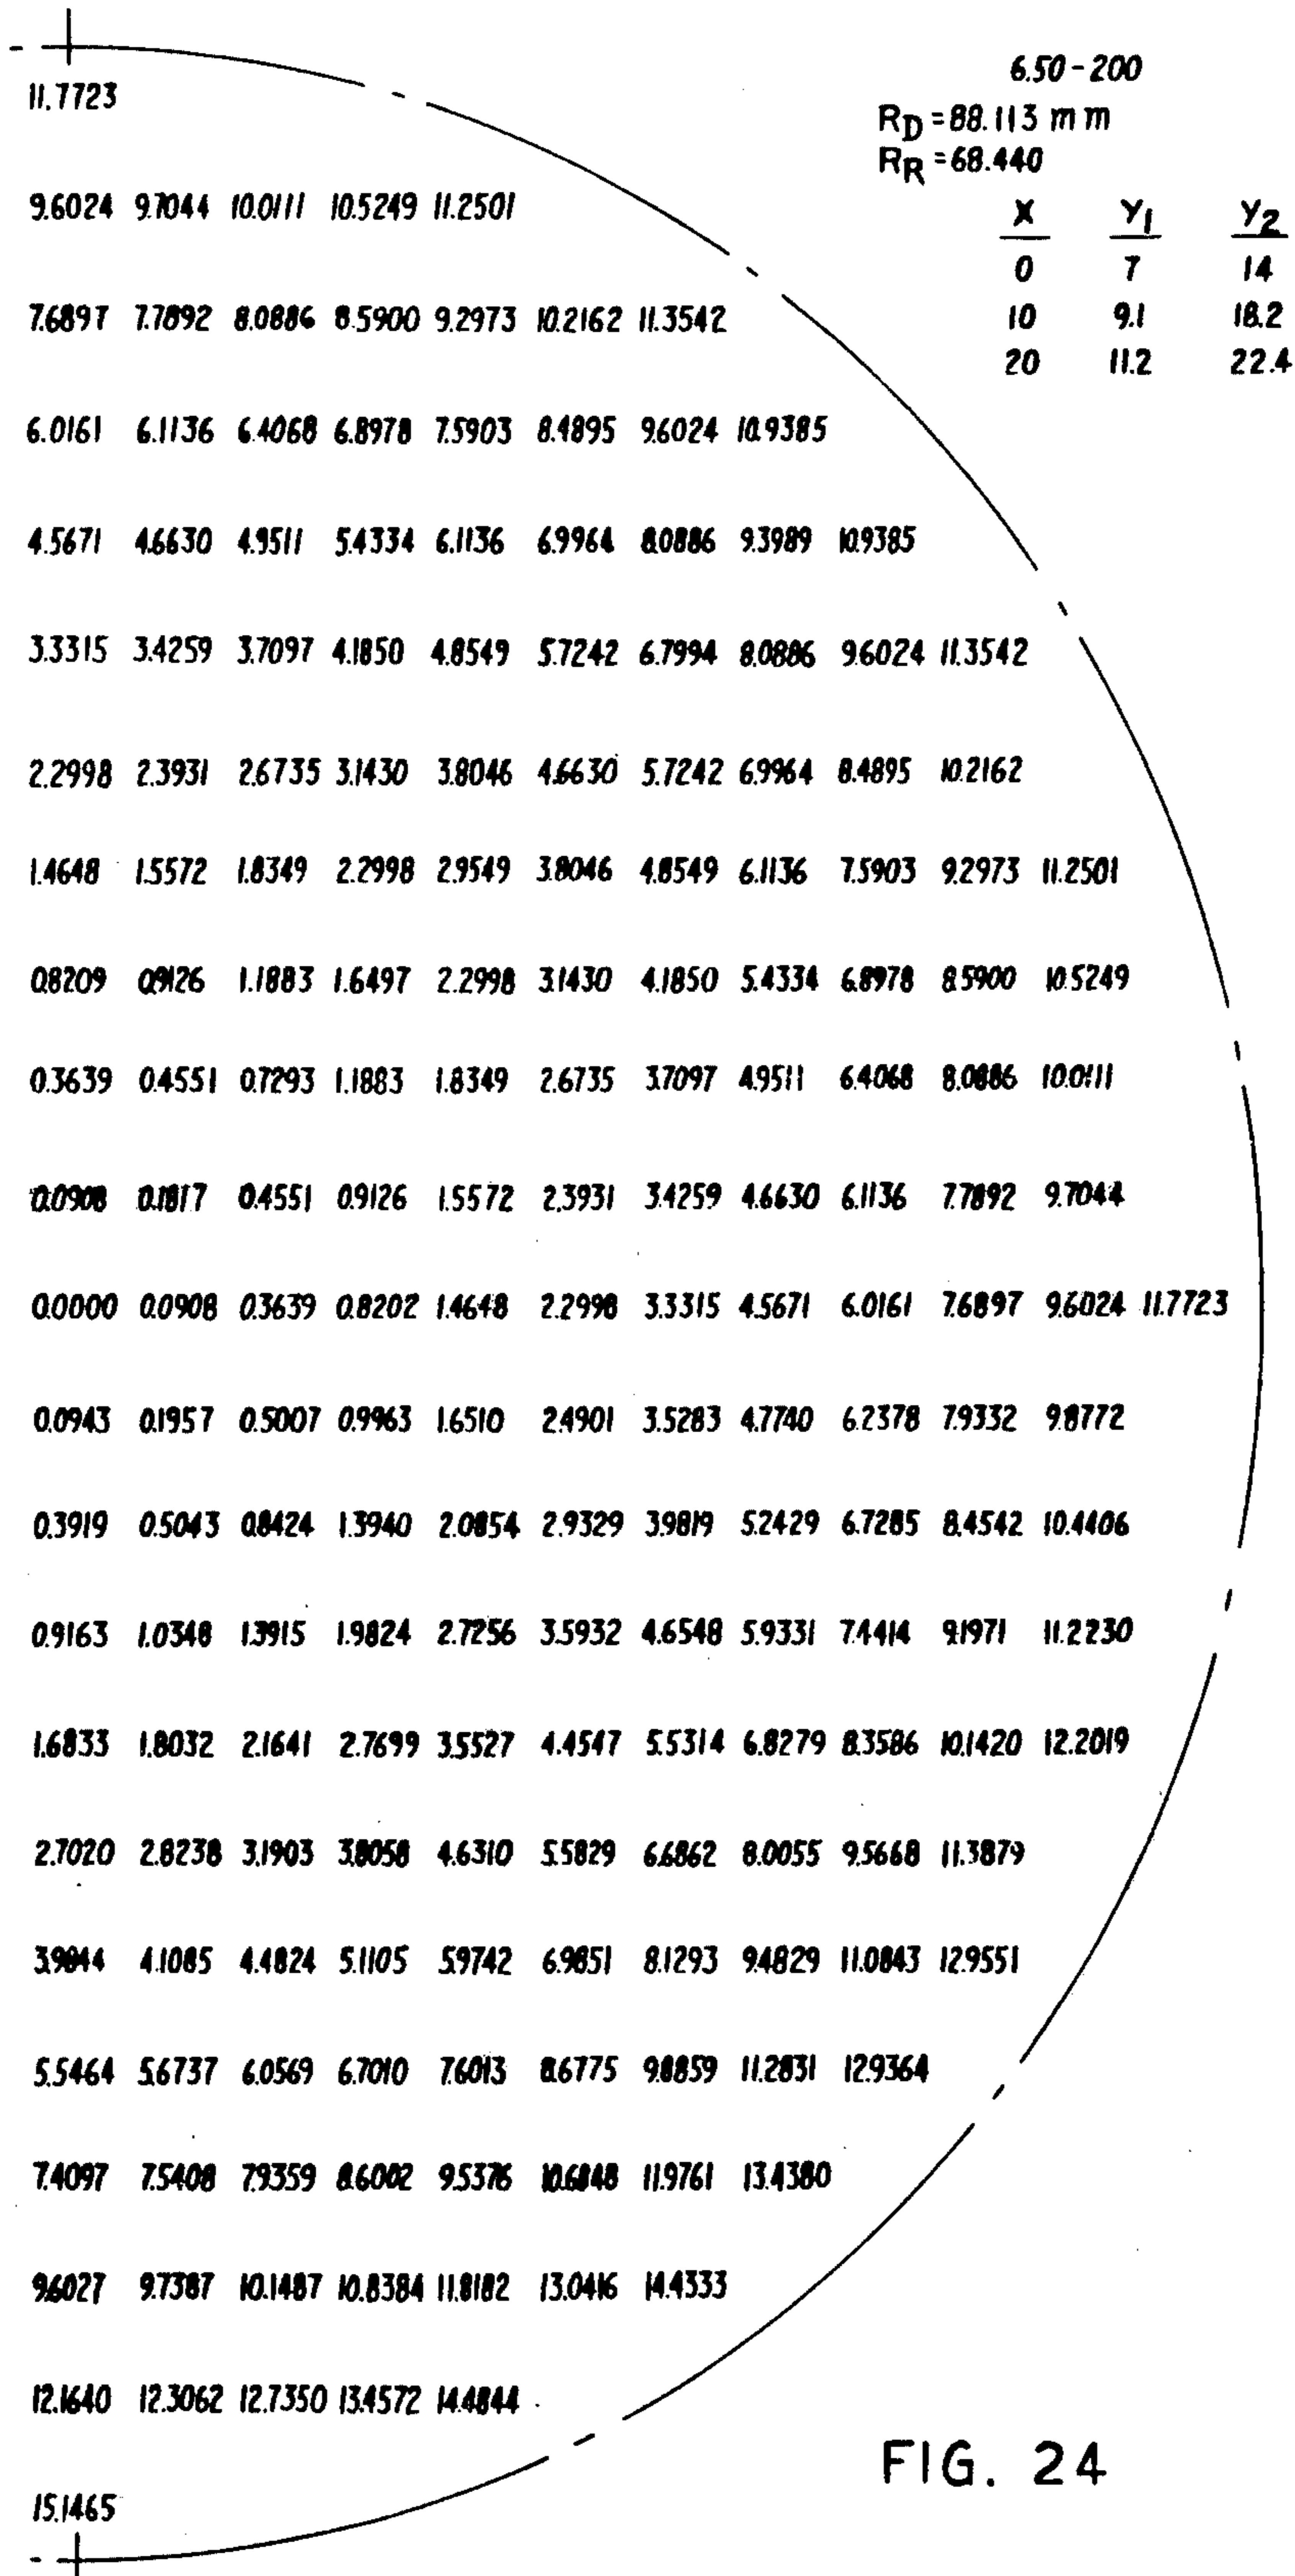 6.50-200
11.7723
R_D = 88.113 mm
R_R = 68.440
9.6024 9.7044 10.0111 10.5249 11.2501
X Y1 Y2
0 7 14
7.6897 7.7892 8.0886 8.5900 9.2973 10.2162 11.3542
10 9.1 18.2
20 11.2 22.4
6.0161 6.1136 6.4068 6.8978 7.5903 8.4895 9.6024 10.9385
4.5671 4.6630 4.9511 5.4334 6.1136 6.9964 8.0886 9.3989 10.9385
3.3315 3.4259 3.7097 4.1850 4.8549 5.7242 6.7994 8.0886 9.6024 11.3542
2.2998 2.3931 2.6735 3.1430 3.8046 4.6630 5.7242 6.9964 8.4895 10.2162
1.4648 1.5572 1.8349 2.2998 2.9549 3.8046 4.8549 6.1136 7.5903 9.2973 11.2501
0.8209 0.9126 1.1883 1.6497 2.2998 3.1430 4.1850 5.4334 6.8978 8.5900 10.5249
0.3639 0.4551 0.7293 1.1883 1.8349 2.6735 3.7097 4.9511 6.4068 8.0886 10.0111
0.0908 0.1817 0.4551 0.9126 1.5572 2.3931 3.4259 4.6630 6.1136 7.7892 9.7044
0.0000 0.0908 0.3639 0.8202 1.4648 2.2998 3.3315 4.5671 6.0161 7.6897 9.6024 11.7723
0.0943 0.1957 0.5007 0.9963 1.6510 2.4901 3.5283 4.7740 6.2378 7.9332 9.8772
0.3919 0.5043 0.8424 1.3940 2.0854 2.9329 3.9819 5.2429 6.7285 8.4542 10.4406
0.9163 1.0348 1.3915 1.9824 2.7256 3.5932 4.6548 5.9331 7.4414 9.1971 11.2230
1.6833 1.8032 2.1641 2.7699 3.5527 4.4547 5.5314 6.8279 8.3586 10.1420 12.2019
2.7020 2.8238 3.1903 3.8058 4.6310 5.5829 6.6862 8.0055 9.5668 11.3879
3.9844 4.1085 4.4824 5.1105 5.9742 6.9851 8.1293 9.4829 11.0843 12.9551
5.5464 5.6737 6.0569 6.7010 7.6013 8.6775 9.8859 11.2831 12.9364
7.4097 7.5408 7.9359 8.6002 9.5376 10.6848 11.9761 13.4380
9.6027 9.7387 10.1487 10.8384 11.8182 13.0416 14.4333
12.1640 12.3062 12.7350 13.4572 14.4844
FIG. 24
15.1465